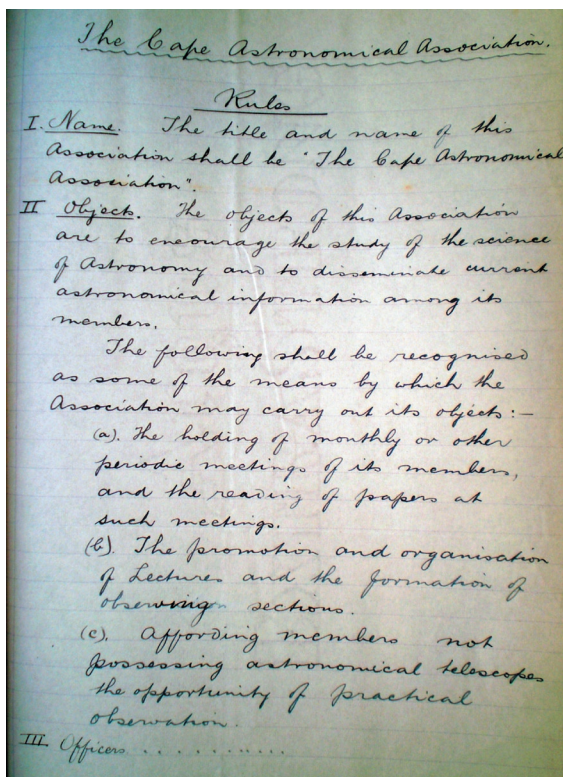 The Cape Astronomical Association.
Rules
I. Name. The title and name of this
Association shall be "The Cape Astronomical
Association".
II Objects. The objects of this Association
are to encourage the study of the science
of Astronomy and to disseminate current
astronomical information among its
members.
The following shall be recognised
as some of the means by which the
Association may carry out its objects:-
(a). The holding of monthly or other
periodic meetings of its members,
and the reading of papers at
such meetings.
(b). The promotion and organisation
of Lectures and the formation of
observing sections.
(c). Affording members not
possessing astronomical telescopes
the opportunity of practical
observation.
III. Officers . . . . . . . . . . .